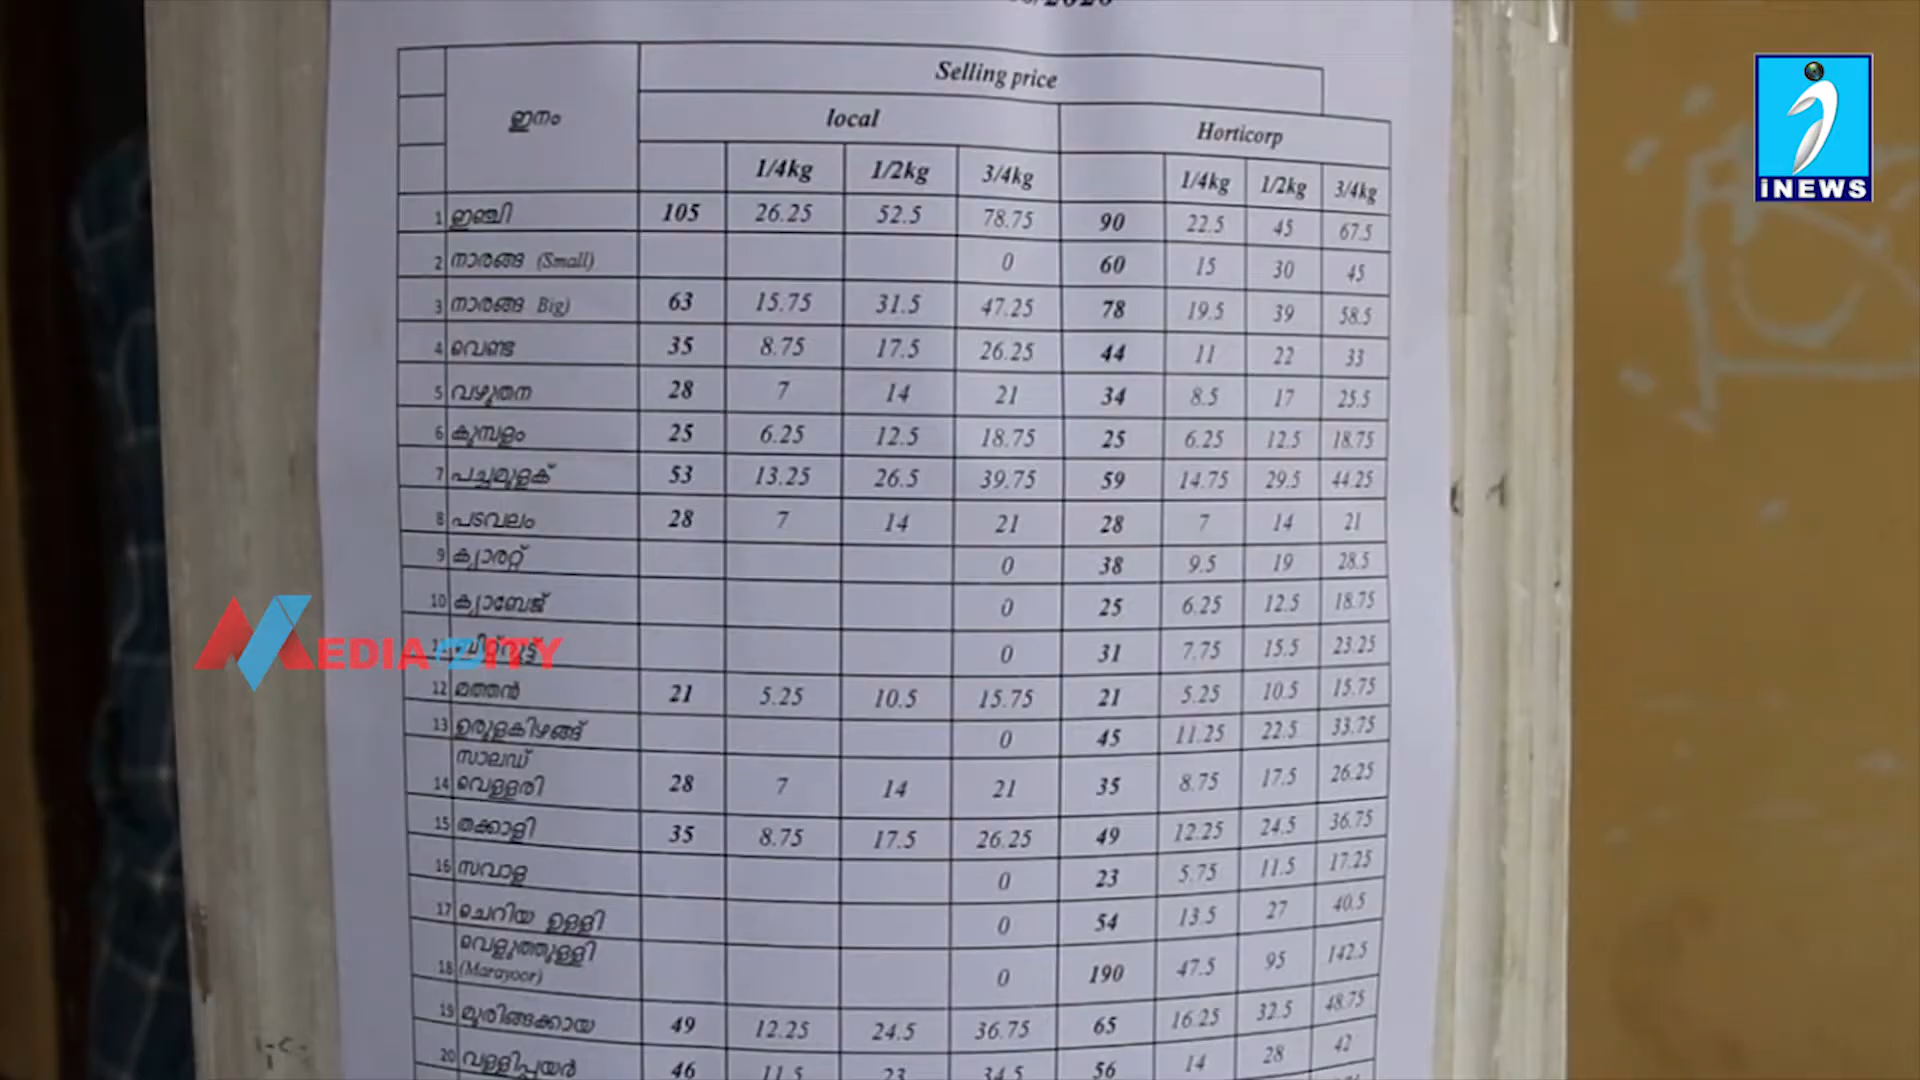 /2020
Selling price
ഇനം local Horticorp
1/4kg 1/2kg 3/4kg 1/4kg 1/2kg 3/4kg
1 ഇഞ്ചി 105 26.25 52.5 78.75 90 22.5 45 67.5
2 നാരങ്ങ (Small) 0 60 15 30 45
3 നാരങ്ങ Big) 63 15.75 31.5 47.25 78 19.5 39 58.5
4 വെണ്ട 35 8.75 17.5 26.25 44 11 22 33
5 വഴുതന 28 7 14 21 34 8.5 17 25.5
6 കുമ്പളം 25 6.25 12.5 18.75 25 6.25 12.5 18.75
7 പച്ചമുളക് 53 13.25 26.5 39.75 59 14.75 29.5 44.25
8 പടവലം 28 7 14 21 28 7 14 21
9 ക്യാരറ്റ് 0 38 9.5 19 28.5
10 ക്യാബേജ് 0 25 6.25 12.5 18.75
0 31 7.75 15.5 23.25
12 മത്തൻ 21 5.25 10.5 15.75 21 5.25 10.5 15.75
13 ഉരുളകിഴങ്ങ് 0 45 11.25 22.5 33.75
സാലഡ്
14 വെള്ളരി 28 7 14 21 35 8.75 17.5 26.25
15 തക്കാളി 35 8.75 17.5 26.25 49 12.25 24.5 36.75
16 സവാള 0 23 5.75 11.5 17.25
17 ചെറിയ ഉള്ളി 0 54 13.5 27 40.5
വെളുത്തുള്ളി
18 (Marayoor) 0 190 47.5 95 142.5
19 മുരിങ്ങക്കായ 49 12.25 24.5 36.75 65 16.25 32.5 48.75
20 വള്ളിപ്പയർ 46 11.5 23 34.5 56 14 28 42
iNEWS